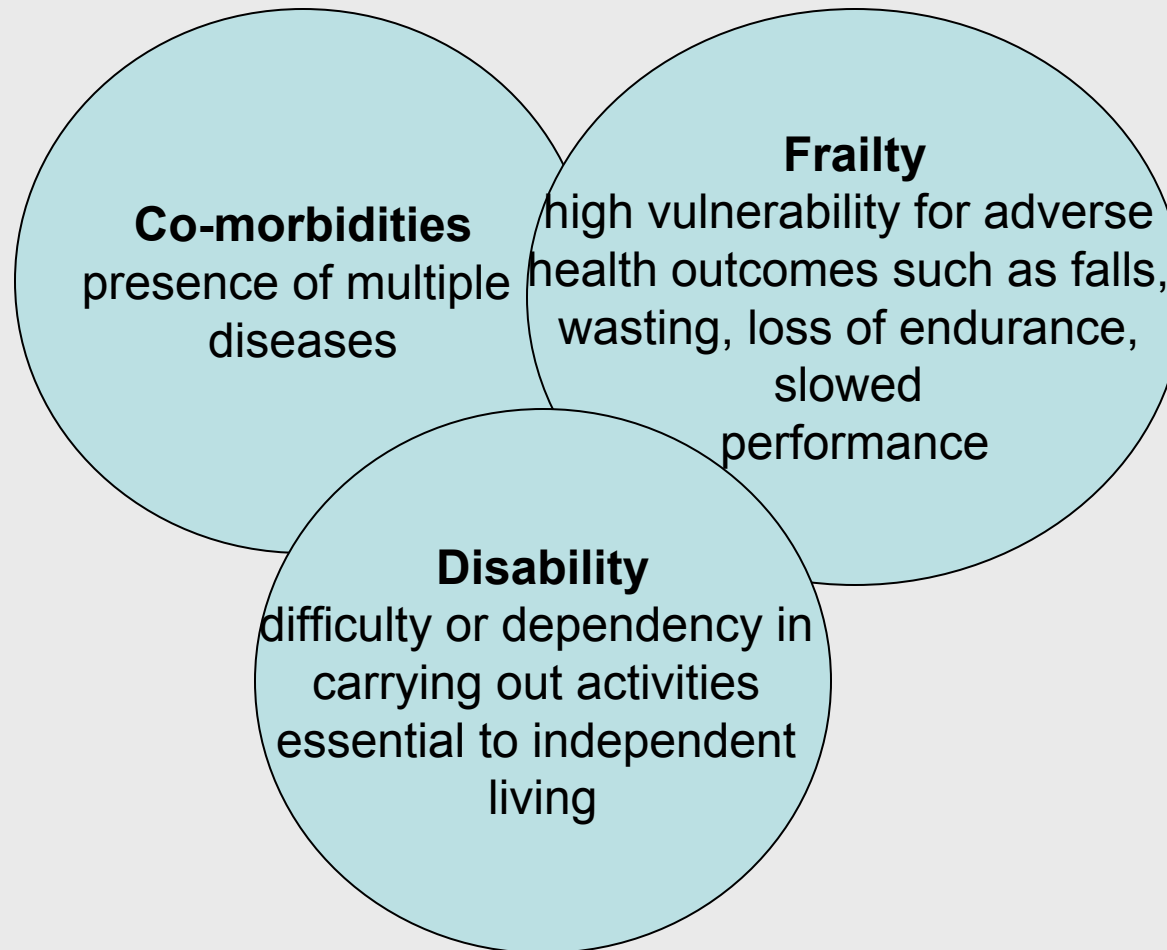 Co-morbidities
presence of multiple
diseases
Frailty
high vulnerability for adverse
health outcomes such as falls,
wasting, loss of endurance,
slowed
performance
Disability
difficulty or dependency in
carrying out activities
essential to independent
living